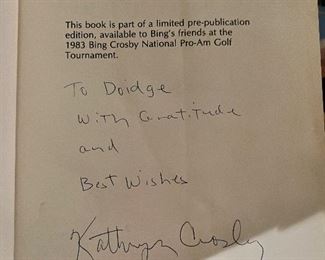 This book is part of a limited pre-publication
edition, available to Bing's friends at the
1983 Bing Crosby National Pro-Am Golf
Tournament.
To Doidge
with Gratitude
and
Best Wishes
Kathryn Crosby